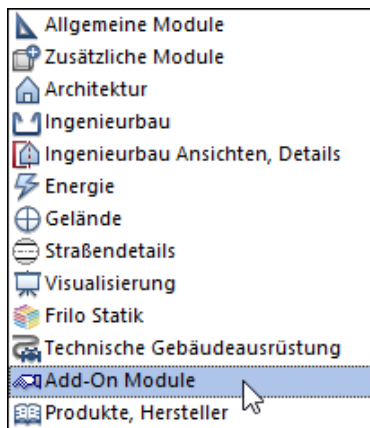 Allgemeine Module
Zusätzliche Module
Architektur
Ingenieurbau
Ingenieurbau Ansichten, Details
Energie
Gelände
Straßendetails
Visualisierung
Frilo Statik
Technische Gebäudeausrüstung
Add-On Module
Produkte, Hersteller